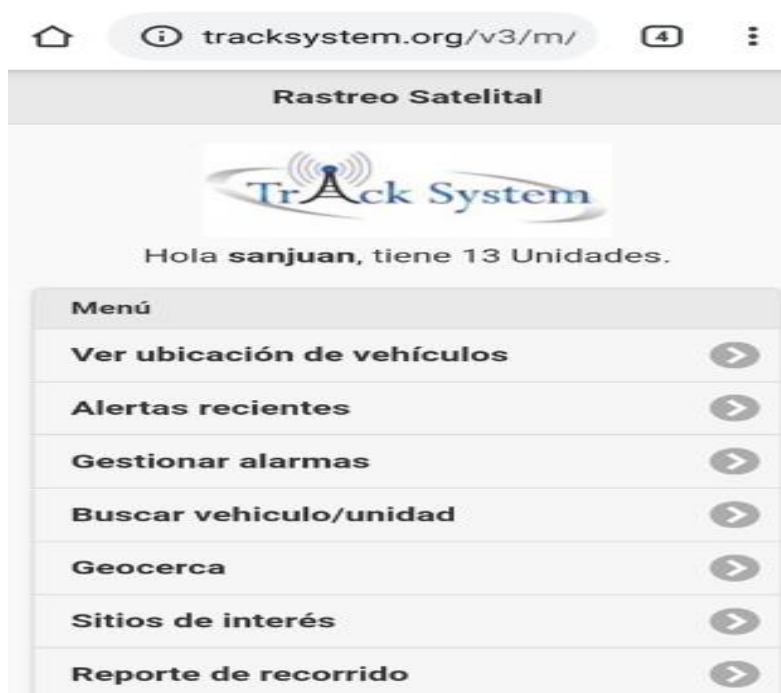 tracksystem.org/v3/m/
4
Rastreo Satelital
TrAck System
Hola sanjuan, tiene 13 Unidades.
Menú
Ver ubicación de vehículos
Alertas recientes
Gestionar alarmas
Buscar vehiculo/unidad
Geocerca
Sitios de interés
Reporte de recorrido